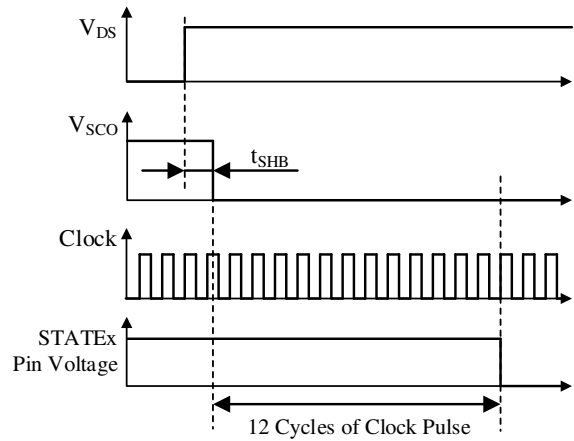 VDS
VSCO
tSHB
Clock
STATEx
Pin Voltage
12 Cycles of Clock Pulse